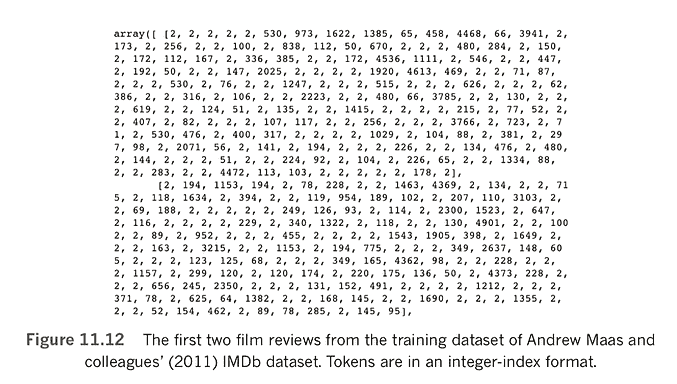 array([ [2, 2, 2, 2, 2, 530, 973, 1622, 1385, 65, 458, 4468, 66, 3941, 2,
173, 2, 256, 2, 2, 100, 2, 838, 112, 50, 670, 2, 2, 2, 480, 284, 2, 150,
2, 172, 112, 167, 2, 336, 385, 2, 2, 172, 4536, 1111, 2, 546, 2, 2, 447,
2, 192, 50, 2, 2, 147, 2025, 2, 2, 2, 2, 1920, 4613, 469, 2, 2, 71, 87,
2, 2, 2, 530, 2, 76, 2, 2, 1247, 2, 2, 2, 515, 2, 2, 2, 626, 2, 2, 2, 62,
386, 2, 2, 316, 2, 106, 2, 2, 2223, 2, 2, 480, 66, 3785, 2, 2, 130, 2, 2,
2, 619, 2, 2, 124, 51, 2, 135, 2, 2, 1415, 2, 2, 2, 2, 215, 2, 77, 52, 2,
2, 407, 2, 82, 2, 2, 2, 107, 117, 2, 2, 256, 2, 2, 2, 3766, 2, 723, 2, 7
1, 2, 530, 476, 2, 400, 317, 2, 2, 2, 2, 1029, 2, 104, 88, 2, 381, 2, 29
7, 98, 2, 2071, 56, 2, 141, 2, 194, 2, 2, 2, 226, 2, 2, 134, 476, 2, 480,
2, 144, 2, 2, 2, 51, 2, 2, 224, 92, 2, 104, 2, 226, 65, 2, 2, 1334, 88,
2, 2, 283, 2, 2, 4472, 113, 103, 2, 2, 2, 2, 2, 178, 2],
[2, 194, 1153, 194, 2, 78, 228, 2, 2, 1463, 4369, 2, 134, 2, 2, 71
5, 2, 118, 1634, 2, 394, 2, 2, 119, 954, 189, 102, 2, 207, 110, 3103, 2,
2, 69, 188, 2, 2, 2, 2, 2, 249, 126, 93, 2, 114, 2, 2300, 1523, 2, 647,
2, 116, 2, 2, 2, 2, 229, 2, 340, 1322, 2, 118, 2, 2, 130, 4901, 2, 2, 100
2, 2, 89, 2, 952, 2, 2, 2, 455, 2, 2, 2, 2, 1543, 1905, 398, 2, 1649, 2,
2, 2, 163, 2, 3215, 2, 2, 1153, 2, 194, 775, 2, 2, 2, 349, 2637, 148, 60
5, 2, 2, 2, 123, 125, 68, 2, 2, 2, 349, 165, 4362, 98, 2, 2, 228, 2, 2,
2, 1157, 2, 299, 120, 2, 120, 174, 2, 220, 175, 136, 50, 2, 4373, 228, 2,
2, 2, 656, 245, 2350, 2, 2, 2, 131, 152, 491, 2, 2, 2, 2, 1212, 2, 2, 2,
371, 78, 2, 625, 64, 1382, 2, 2, 168, 145, 2, 2, 1690, 2, 2, 2, 1355, 2,
2, 2, 52, 154, 462, 2, 89, 78, 285, 2, 145, 95],
Figure 11.12 The first two film reviews from the training dataset of Andrew Maas and
colleagues’ (2011) IMDb dataset. Tokens are in an integer-index format.